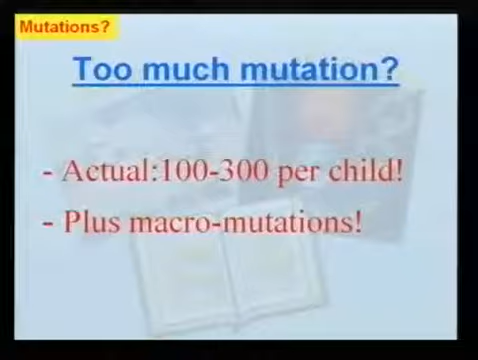 Mutations?
Too much mutation?
- Actual:100-300 per child!
- Plus macro-mutations!